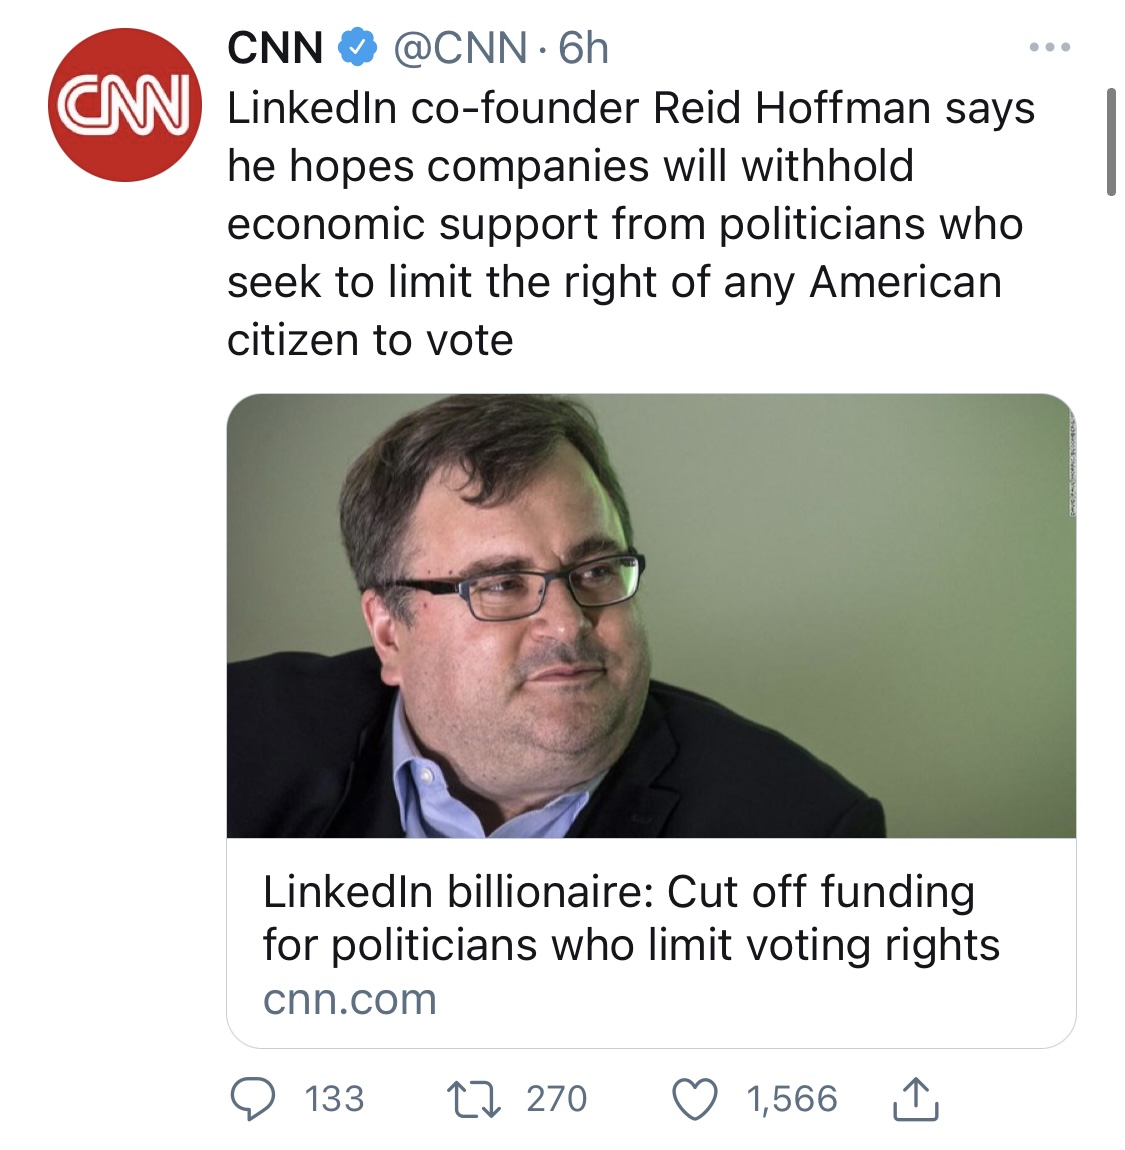 CNN
CNN @CNN · 6h
LinkedIn co-founder Reid Hoffman says
he hopes companies will withhold
economic support from politicians who
seek to limit the right of any American
citizen to vote
LinkedIn billionaire: Cut off funding
for politicians who limit voting rights
cnn.com
133 270 1,566